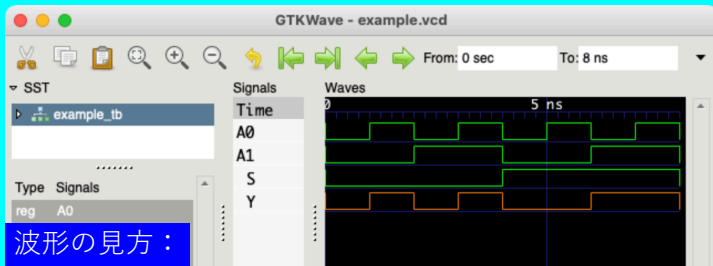 GTKWave - example.vcd
From: 0 sec To: 8 ns
SST
Signals
Waves
example_tb
Time
0 5 ns
A0
A1
S
Y
Type Signals
reg A0
波形の見方：